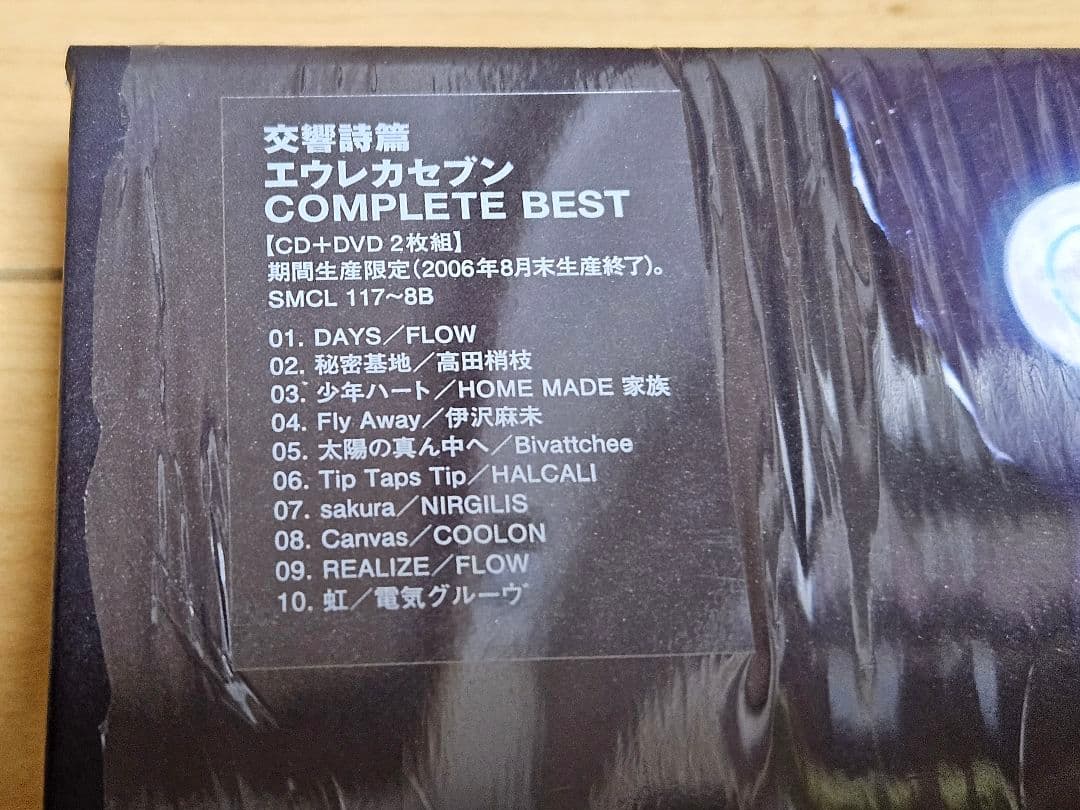 交響詩篇
エウレカセブン
COMPLETE BEST
【CD＋DVD 2枚組】
期間生産限定（2006年8月末生産終了）。
SMCL 117〜8B
01. DAYS／FLOW
02. 秘密基地／高田梢枝
03. 少年ハート／HOME MADE 家族
04. Fly Away／伊沢麻未
05. 太陽の真ん中へ／Bivattchee
06. Tip Taps Tip／HALCALI
07. sakura／NIRGILIS
08. Canvas／COOLON
09. REALIZE／FLOW
10. 虹／電気グルーヴ